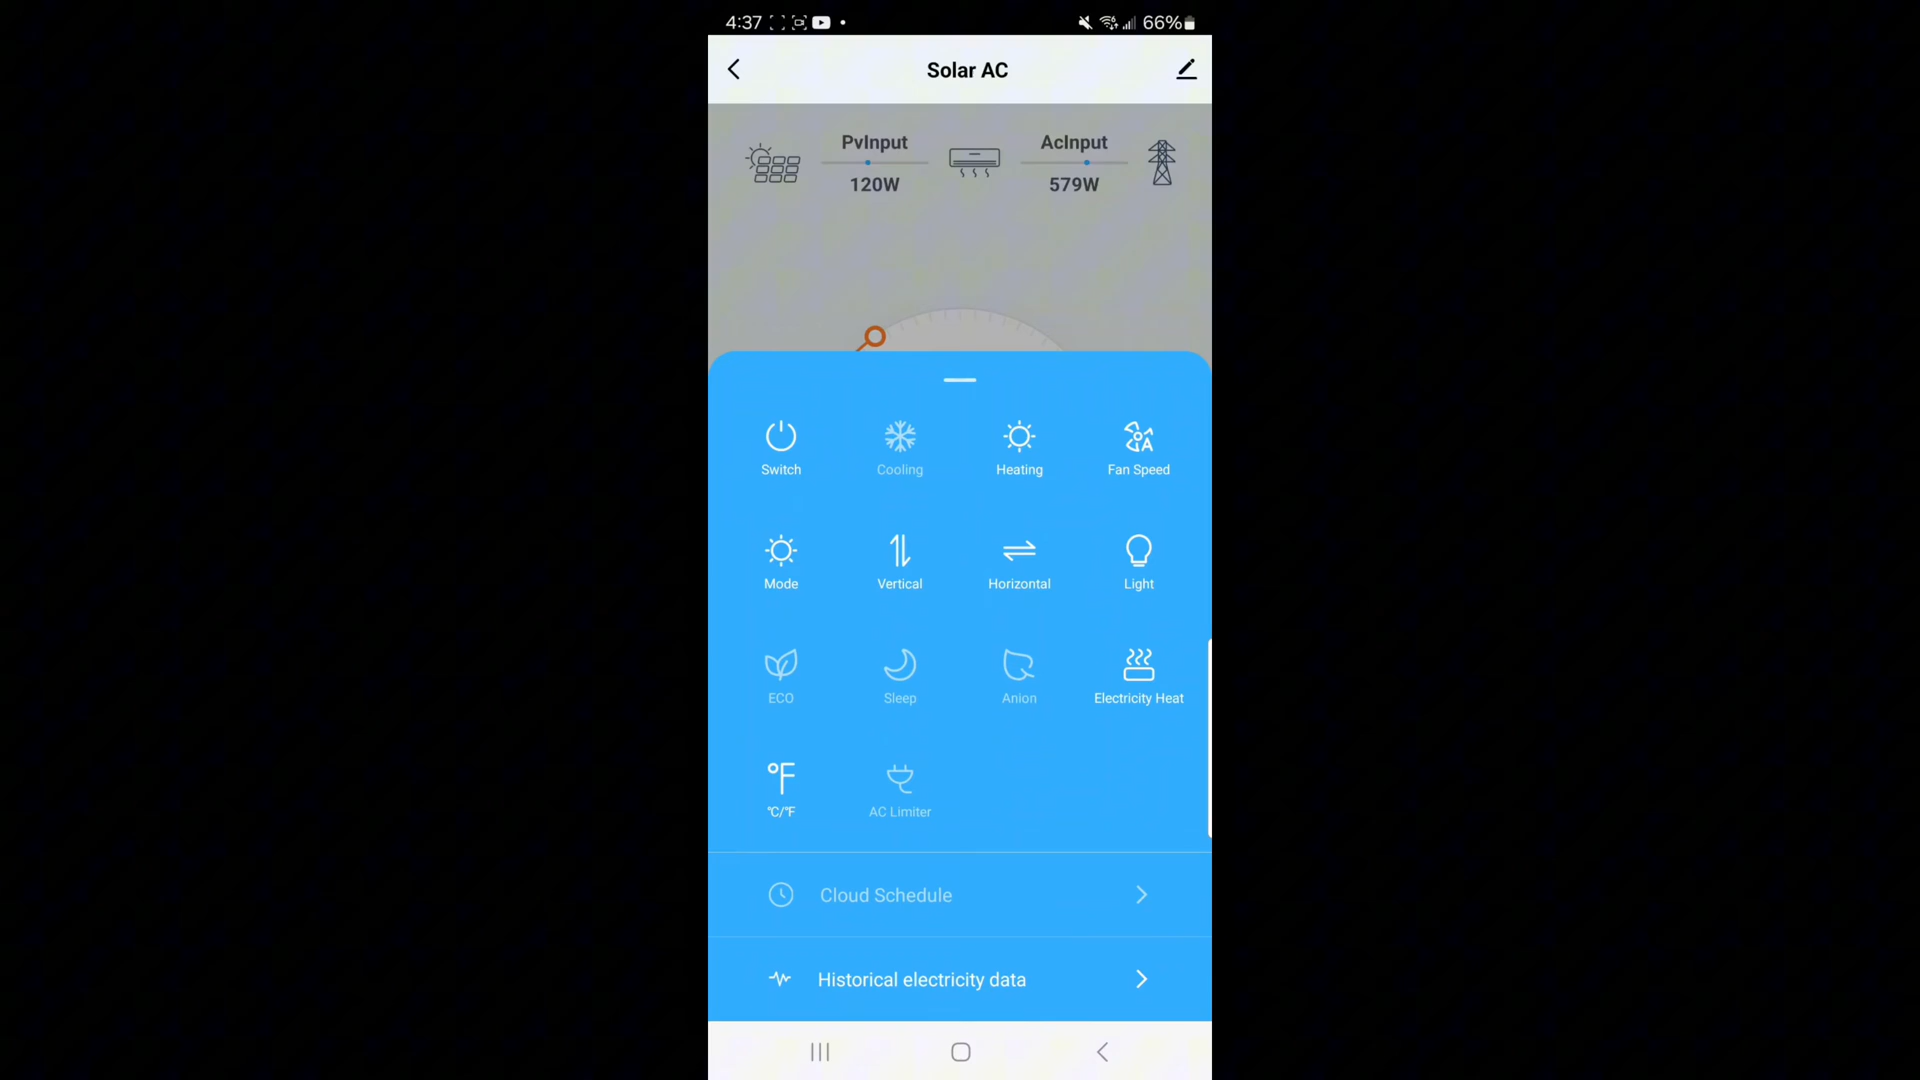 4:37 66%
Solar AC
PvInput AcInput
120W 579W
Switch Cooling Heating Fan Speed
A
Mode Vertical Horizontal Light
ECO Sleep Anion Electricity Heat
°F
°C/°F AC Limiter
Cloud Schedule
Historical electricity data